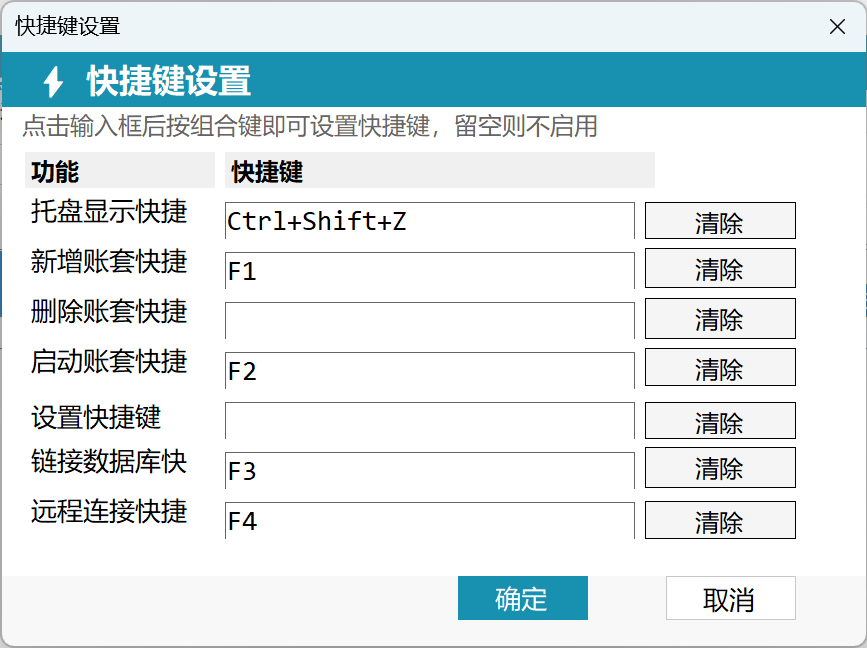 快捷键设置
快捷键设置
点击输入框后按组合键即可设置快捷键，留空则不启用
功能 快捷键
托盘显示快捷 Ctrl+Shift+Z 清除
新增账套快捷 F1 清除
删除账套快捷 清除
启动账套快捷 F2 清除
设置快捷键 清除
链接数据库快 F3 清除
远程连接快捷 F4 清除
确定 取消